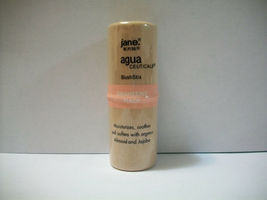 jane.
agua
CEUTICALS
BlushStix
Moisturizes, soothes
and softens with organic
Almond and Jojoba